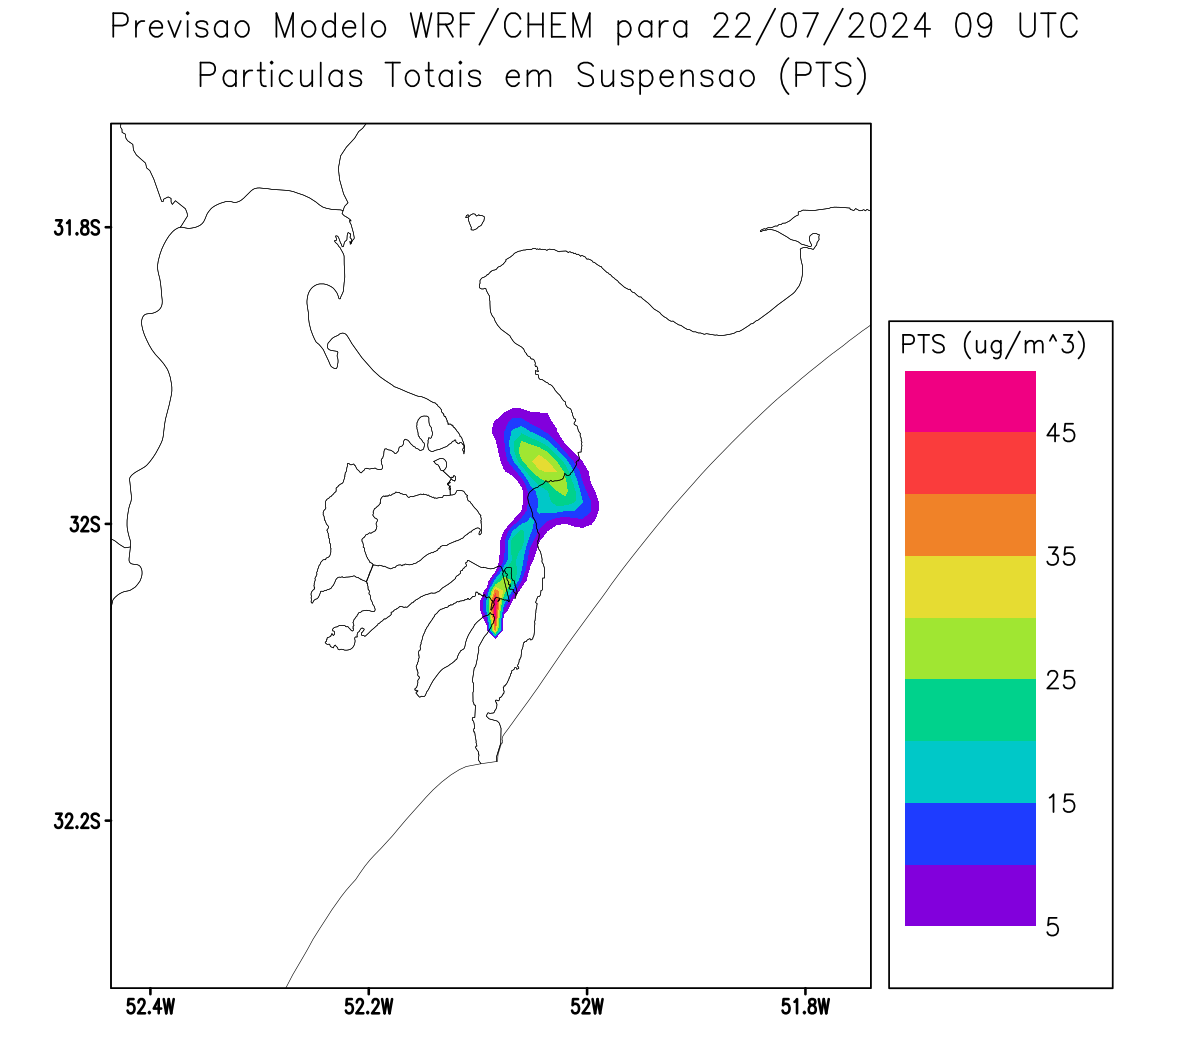 Previsao Modelo WRF/CHEM para 22/07/2024 09 UTC
Particulas Totais em Suspensao (PTS)
31.8S
32S
32.2S
52.4W
52.2W
52W
51.8W
PTS (ug/m^3)
45
35
25
15
5